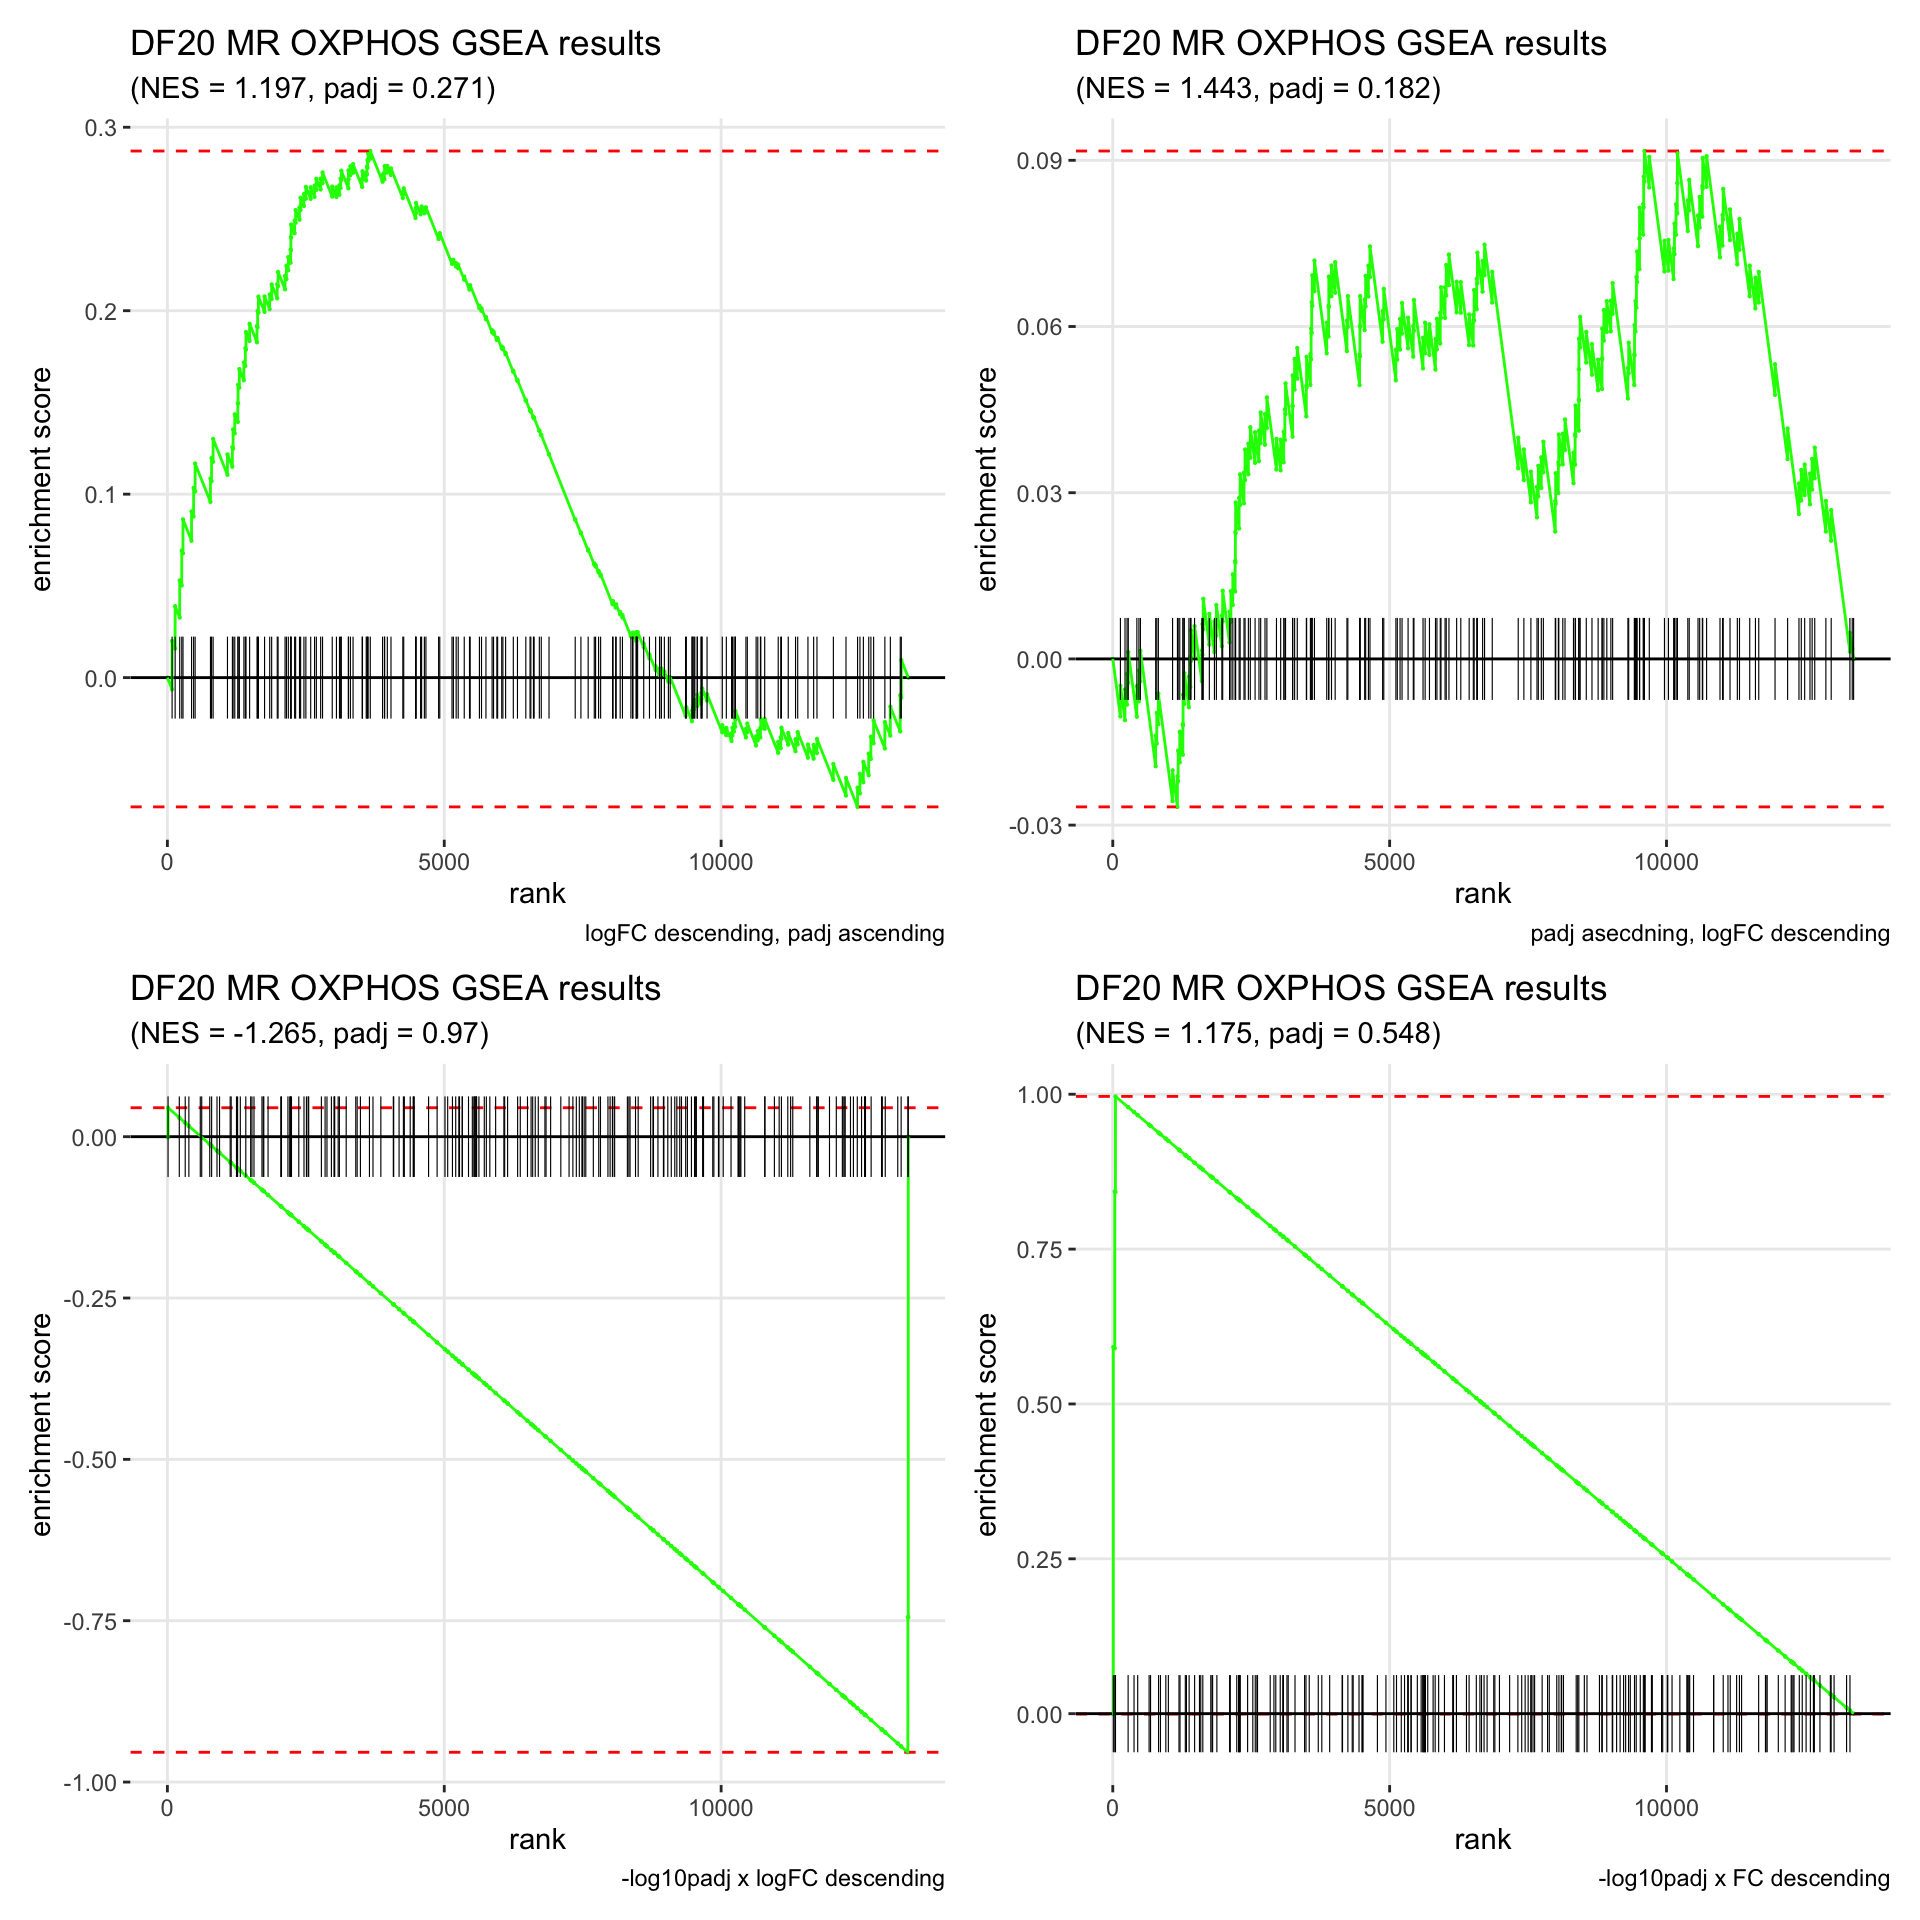 DF20 MR OXPHOS GSEA results
(NES = 1.197, padj = 0.271)
0.3
0.2
0.1
0.0
enrichment score
0 5000 10000
rank
logFC descending, padj ascending
DF20 MR OXPHOS GSEA results
(NES = 1.443, padj = 0.182)
0.09
0.06
0.03
0.00
-0.03
enrichment score
0 5000 10000
rank
padj asecdning, logFC descending
DF20 MR OXPHOS GSEA results
(NES = -1.265, padj = 0.97)
0.00
-0.25
-0.50
-0.75
-1.00
enrichment score
0 5000 10000
rank
-log10padj x logFC descending
DF20 MR OXPHOS GSEA results
(NES = 1.175, padj = 0.548)
1.00
0.75
0.50
0.25
0.00
enrichment score
0 5000 10000
rank
-log10padj x FC descending